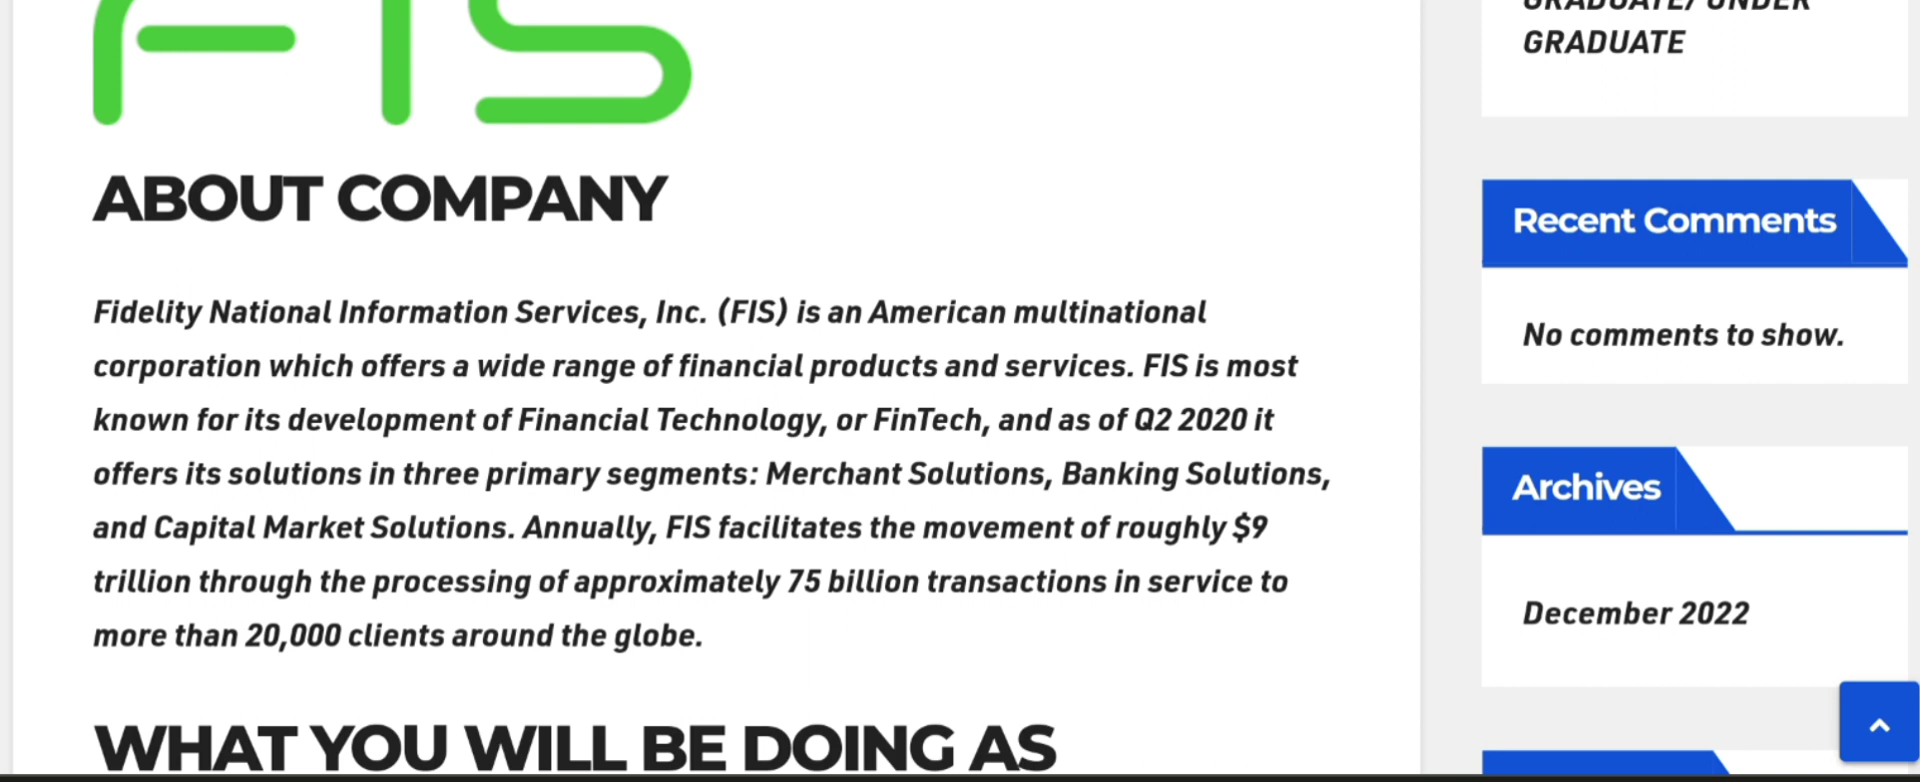 FIS
ABOUT COMPANY
Fidelity National Information Services, Inc. (FIS) is an American multinational
corporation which offers a wide range of financial products and services. FIS is most
known for its development of Financial Technology, or FinTech, and as of Q2 2020 it
offers its solutions in three primary segments: Merchant Solutions, Banking Solutions,
and Capital Market Solutions. Annually, FIS facilitates the movement of roughly $9
trillion through the processing of approximately 75 billion transactions in service to
more than 20,000 clients around the globe.
WHAT YOU WILL BE DOING AS
GRADUATE/ UNDER
GRADUATE
Recent Comments
No comments to show.
Archives
December 2022